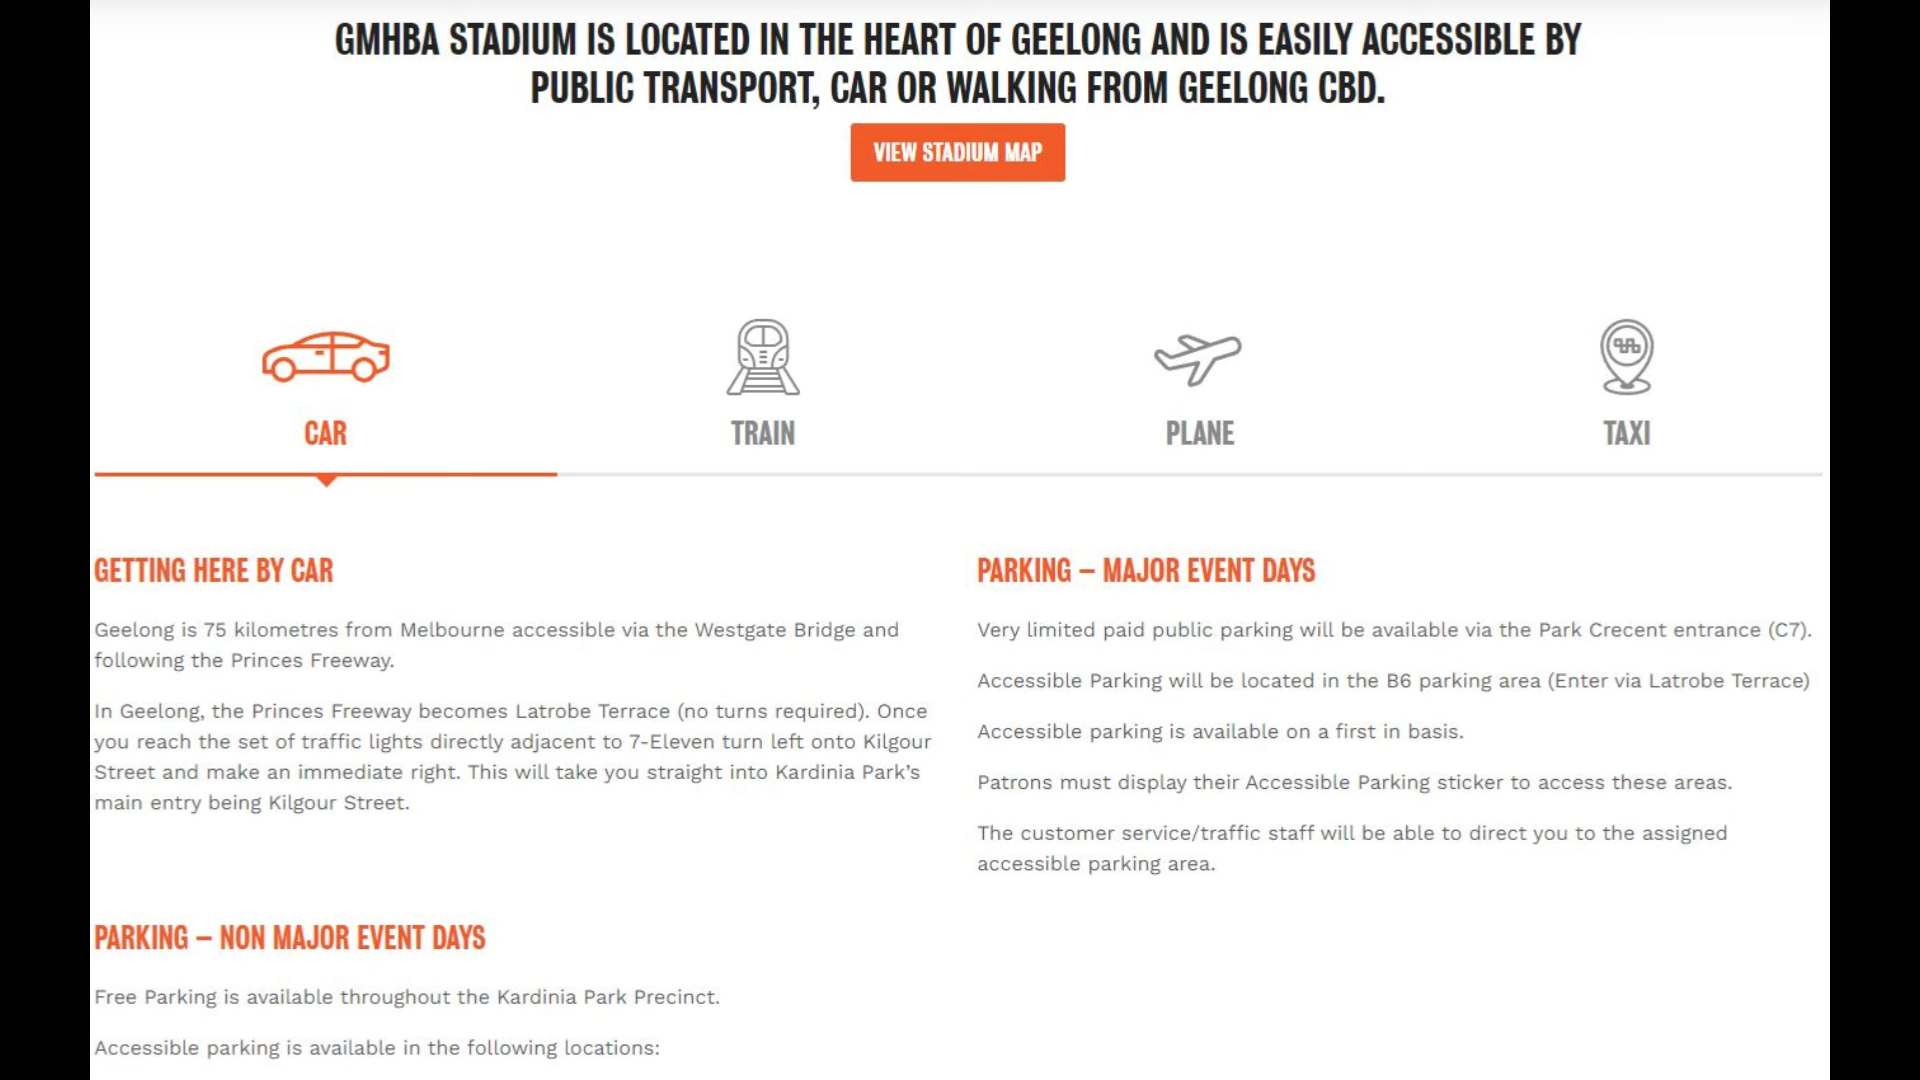 GMHBA STADIUM IS LOCATED IN THE HEART OF GEELONG AND IS EASILY ACCESSIBLE BY
PUBLIC TRANSPORT, CAR OR WALKING FROM GEELONG CBD.
VIEW STADIUM MAP
CAR
TRAIN
PLANE
TAXI
GETTING HERE BY CAR
Geelong is 75 kilometres from Melbourne accessible via the Westgate Bridge and
following the Princes Freeway.
In Geelong, the Princes Freeway becomes Latrobe Terrace (no turns required). Once
you reach the set of traffic lights directly adjacent to 7-Eleven turn left onto Kilgour
Street and make an immediate right. This will take you straight into Kardinia Park’s
main entry being Kilgour Street.
PARKING – MAJOR EVENT DAYS
Very limited paid public parking will be available via the Park Crecent entrance (C7).
Accessible Parking will be located in the B6 parking area (Enter via Latrobe Terrace)
Accessible parking is available on a first in basis.
Patrons must display their Accessible Parking sticker to access these areas.
The customer service/traffic staff will be able to direct you to the assigned
accessible parking area.
PARKING – NON MAJOR EVENT DAYS
Free Parking is available throughout the Kardinia Park Precinct.
Accessible parking is available in the following locations: